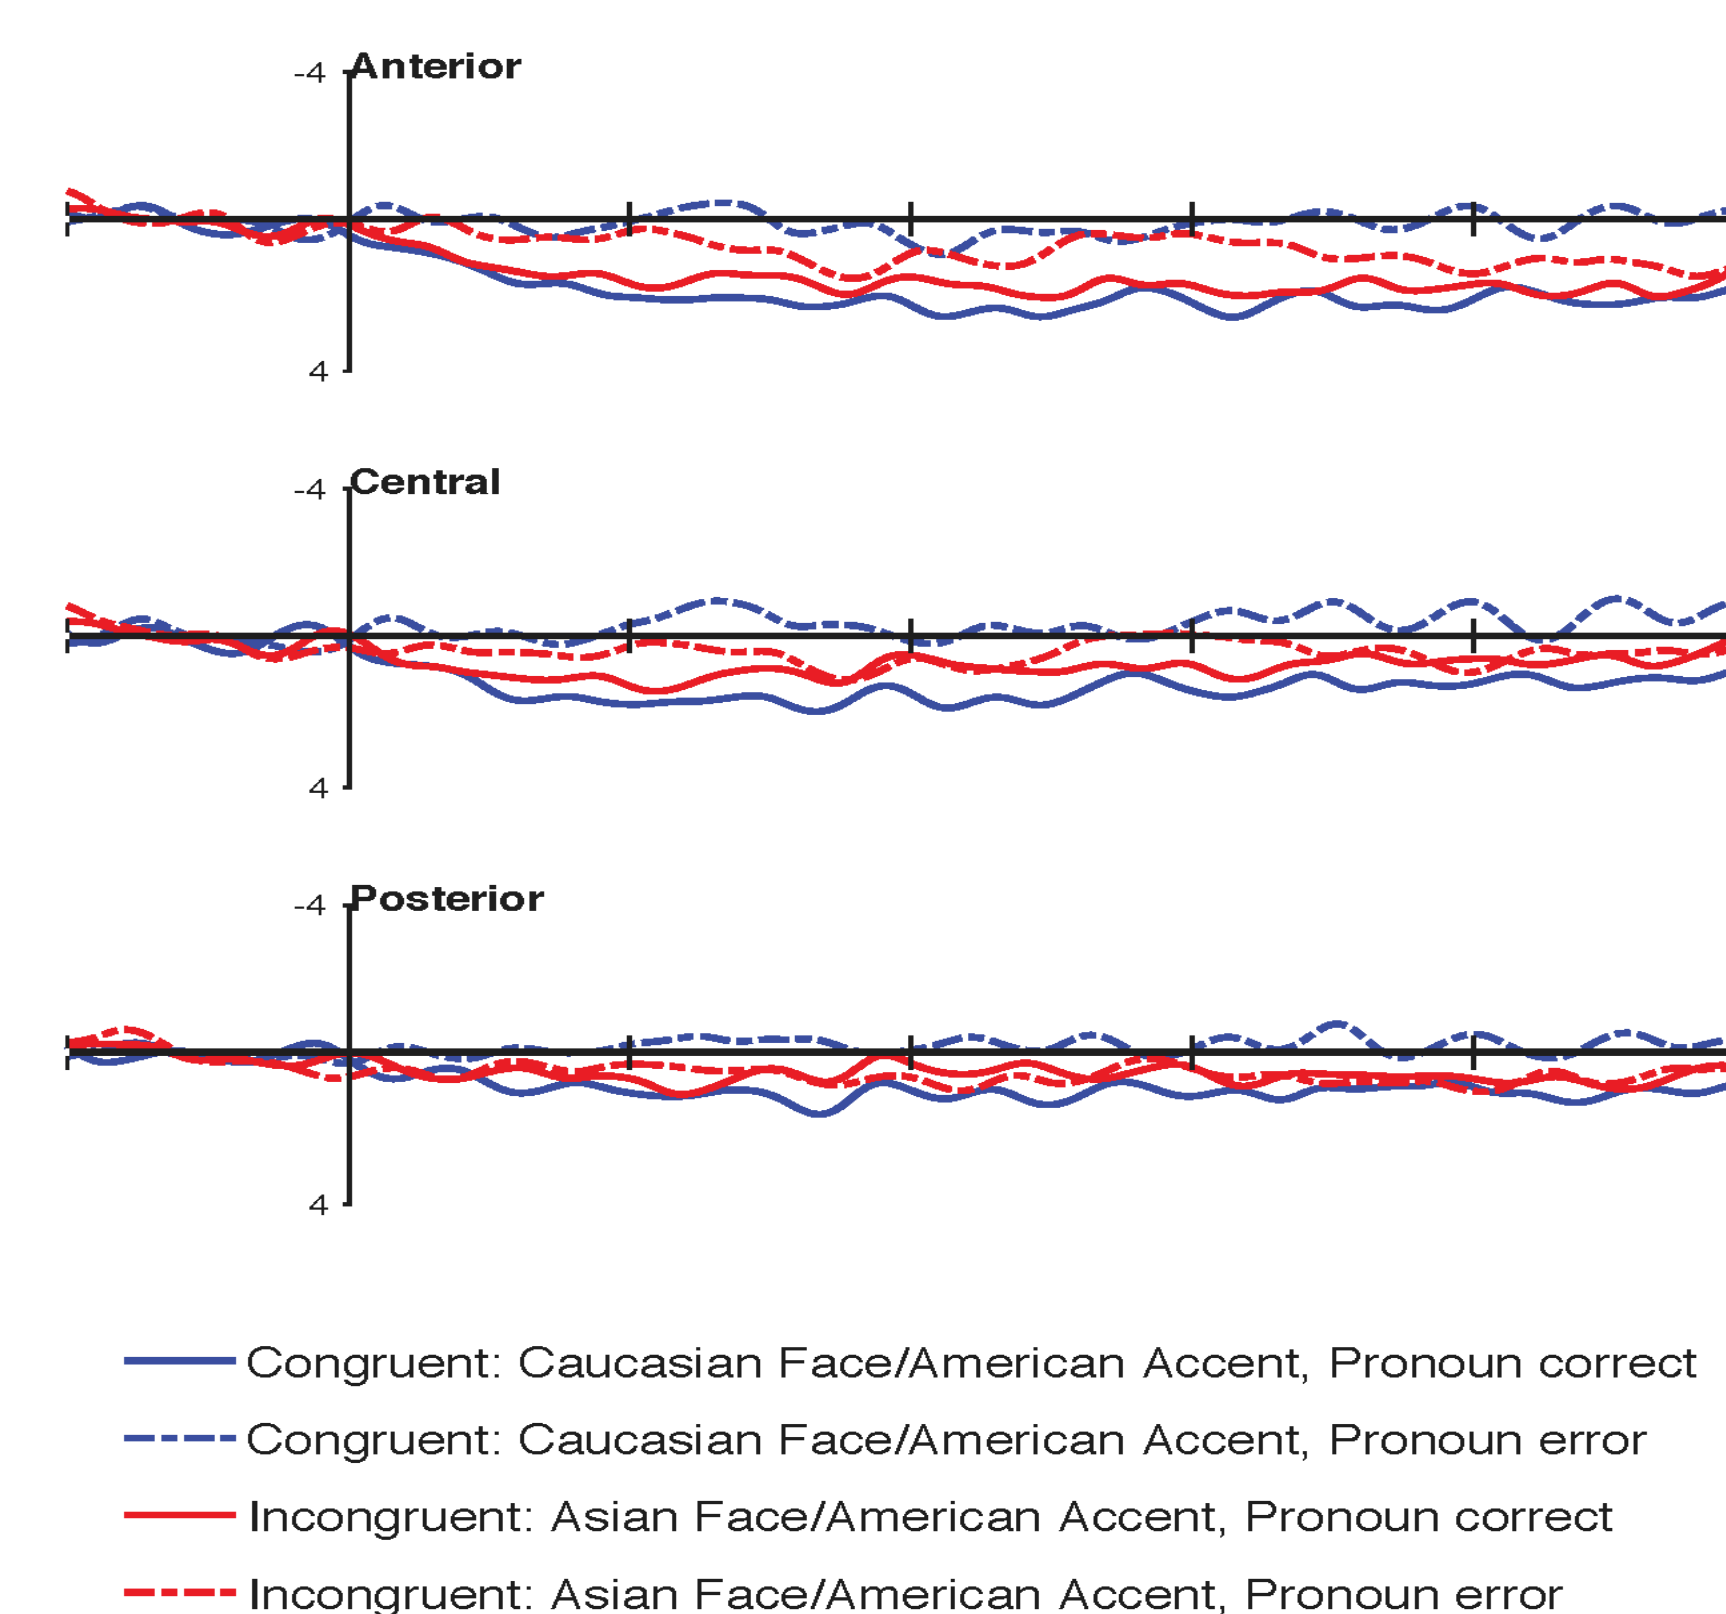 Anterior
-4
4
Central
-4
4
Posterior
-4
4
Congruent: Caucasian Face/American Accent, Pronoun correct
Congruent: Caucasian Face/American Accent, Pronoun error
Incongruent: Asian Face/American Accent, Pronoun correct
Incongruent: Asian Face/American Accent, Pronoun error